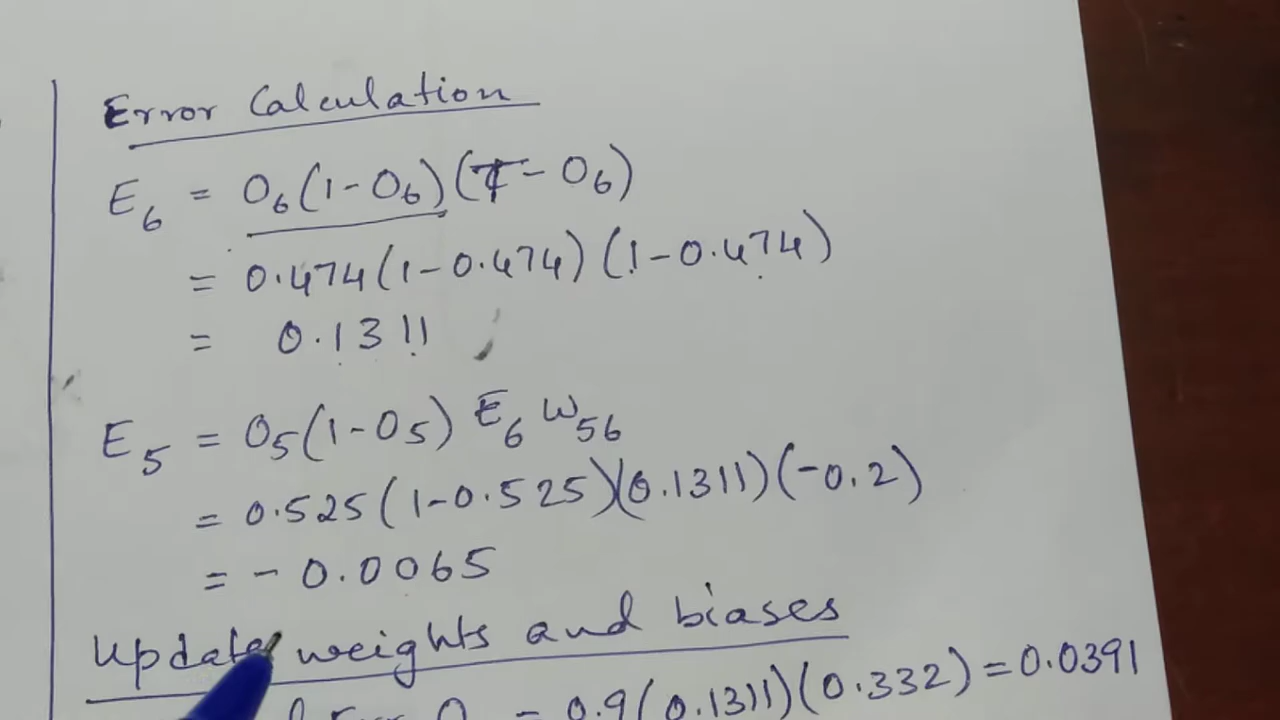 Error Calculation
E6 = O6(1-O6)(T-O6)
= 0.474(1-0.474)(1-0.474)
= 0.1311
E5 = O5(1-O5) E6 W56
= 0.525(1-0.525)(0.1311)(-0.2)
= -0.0065
Update weights and biases
= 0.9(0.1311)(0.332) = 0.0391